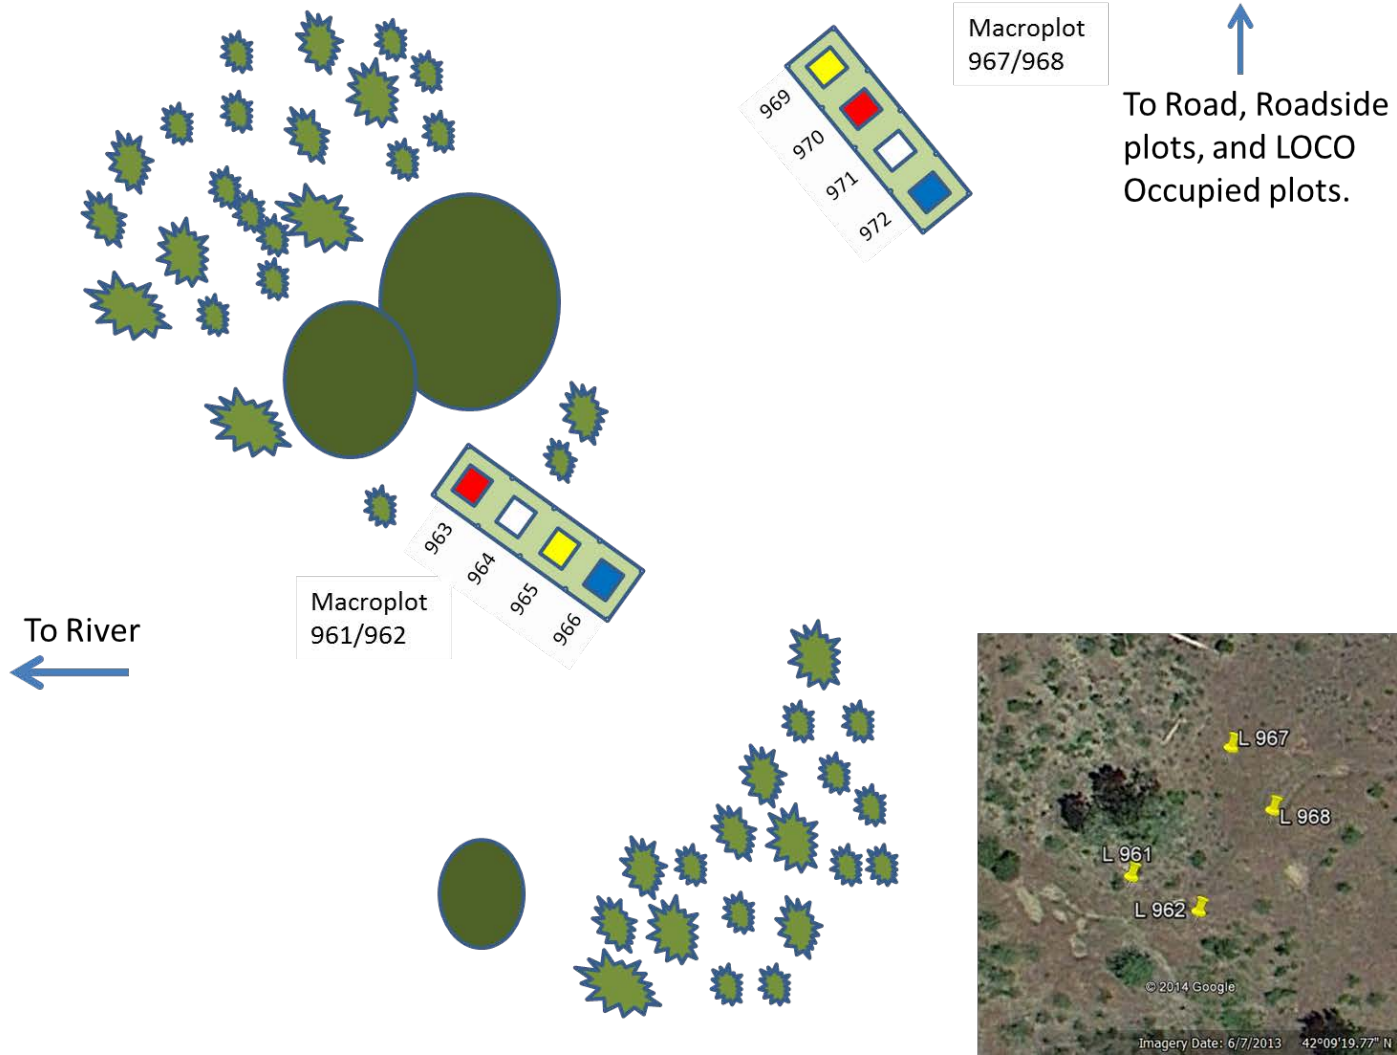 Macroplot
967/968
To Road, Roadside
plots, and LOCO
Occupied plots.
969
970
971
972
963
964
965
966
Macroplot
961/962
To River
L 967
L 968
L 961
L 962
© 2014 Google
Imagery Date: 6/7/2013 42°09'19.77" N